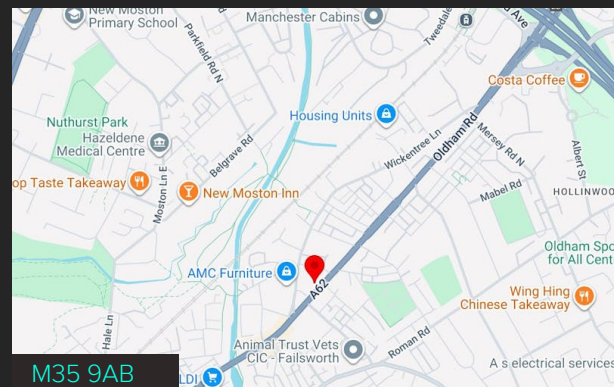 New Moston
Primary School
Manchester Cabins
Parkfield Rd N
Tweedale
Ave
Costa Coffee
Housing Units
Oldham Rd
Nuthurst Park
Hazeldene
Medical Centre
Belgrave Rd
Wickentree Ln
Mersey Rd N
Albert St
op Taste Takeaway
Moston Ln E
New Moston Inn
Mabel Rd
HOLLINWOO
Oldham Spo
for All Cent
AMC Furniture
A62
Wing Hing
Chinese Takeaway
Hale Ln
Animal Trust Vets
CIC - Failsworth
Roman Rd
A s electrical services
LDI
M35 9AB